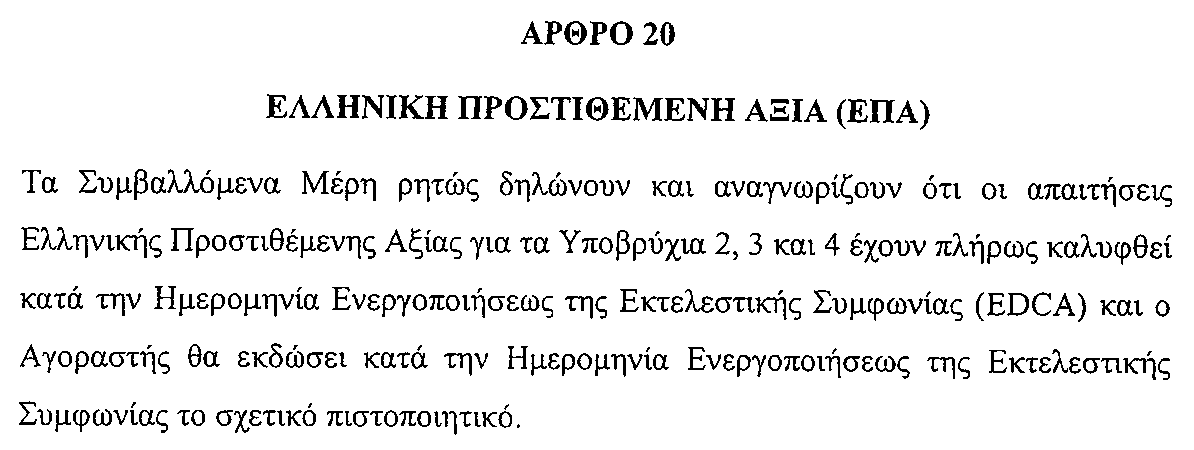 ΑΡΘΡΟ 20
ΕΛΛΗΝΙΚΗ ΠΡΟΣΤΙΘΕΜΕΝΗ ΑΞΙΑ (ΕΠΑ)
Τα Συμβαλλόμενα Μέρη ρητώς δηλώνουν και αναγνωρίζουν ότι οι απαιτήσεις
Ελληνικής Προστιθέμενης Αξίας για τα Υποβρύχια 2, 3 και 4 έχουν πλήρως καλυφθεί
κατά την Ημερομηνία Ενεργοποιήσεως της Εκτελεστικής Συμφωνίας (EDCA) και ο
Αγοραστής θα εκδώσει κατά την Ημερομηνία Ενεργοποιήσεως της Εκτελεστικής
Συμφωνίας το σχετικό πιστοποιητικό.